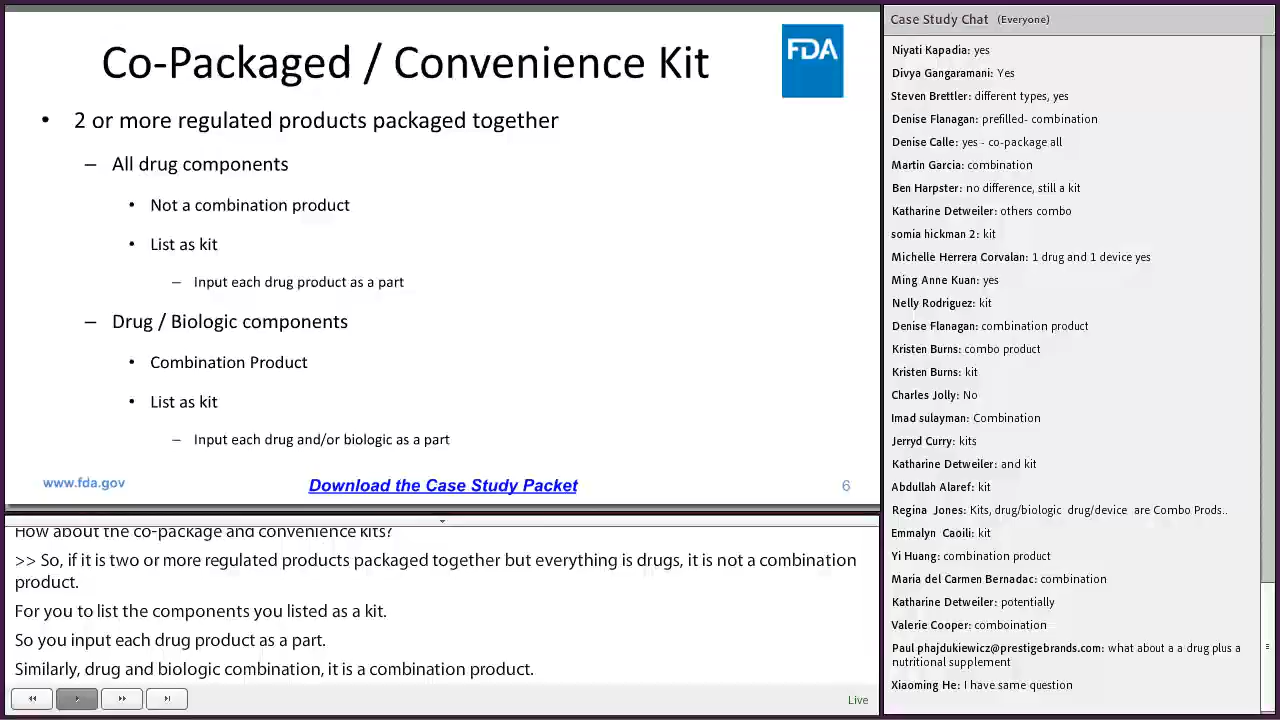 Co-Packaged / Convenience Kit
FDA
• 2 or more regulated products packaged together
– All drug components
• Not a combination product
• List as kit
– Input each drug product as a part
– Drug / Biologic components
• Combination Product
• List as kit
– Input each drug and/or biologic as a part
www.fda.gov
Download the Case Study Packet
6
How about the co-package and convenience kits?
>> So, if it is two or more regulated products packaged together but everything is drugs, it is not a combination
product.
For you to list the components you listed as a kit.
So you input each drug product as a part.
Similarly, drug and biologic combination, it is a combination product.
Live
Case Study Chat (Everyone)
Niyati Kapadia: yes
Divya Gangaramani: Yes
Steven Brettler: different types, yes
Denise Flanagan: prefilled- combination
Denise Calle: yes - co-package all
Martin Garcia: combination
Ben Harpster: no difference, still a kit
Katharine Detweiler: others combo
somia hickman 2: kit
Michelle Herrera Corvalan: 1 drug and 1 device yes
Ming Anne Kuan: yes
Nelly Rodriguez: kit
Denise Flanagan: combination product
Kristen Burns: combo product
Kristen Burns: kit
Charles Jolly: No
Imad sulayman: Combination
Jerryd Curry: kits
Katharine Detweiler: and kit
Abdullah Alaref: kit
Regina Jones: Kits, drug/biologic drug/device are Combo Prods..
Emmalyn Caoili: kit
Yi Huang: combination product
Maria del Carmen Bernadac: combination
Katharine Detweiler: potentially
Valerie Cooper: comboination
Paul phajdukiewicz@prestigebrands.com: what about a a drug plus a
nutritional supplement
Xiaoming He: I have same question